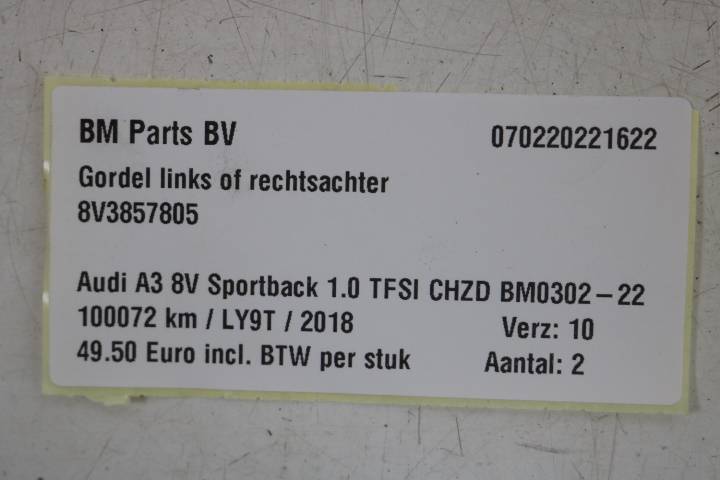 BM Parts BV 070220221622
Gordel links of rechtsachter
8V3857805
Audi A3 8V Sportback 1.0 TFSI CHZD BM0302-22
100072 km / LY9T / 2018 Verz: 10
49.50 Euro incl. BTW per stuk Aantal: 2